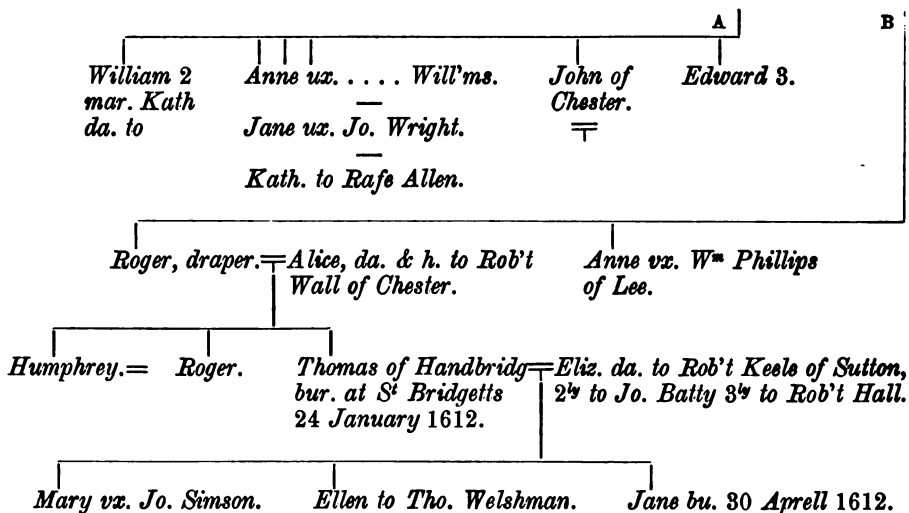 A B
William 2 Anne ux. . . . . . Will'ms. John of Edward 3.
mar. Kath Chester.
da. to Jane ux. Jo. Wright.
Kath. to Rafe Allen.
Roger, draper.=Alice, da. & h. to Rob't Anne vx. Wm Phillips
Wall of Chester. of Lee.
Humphrey.= Roger. Thomas of Handbridg=Eliz. da. to Rob't Keele of Sutton,
bur. at St Bridgetts 2ly to Jo. Batty 3ly to Rob't Hall.
24 January 1612.
Mary vx. Jo. Simson. Ellen to Tho. Welshman. Jane bu. 30 Aprell 1612.